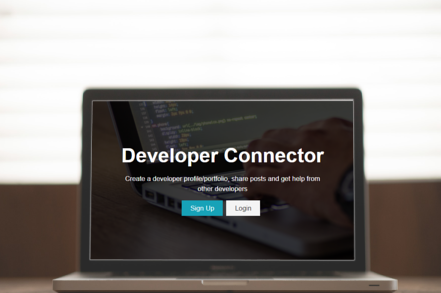 Developer Connector
Create a developer profile/portfolio, share posts and get help from
other developers
Sign Up
Login